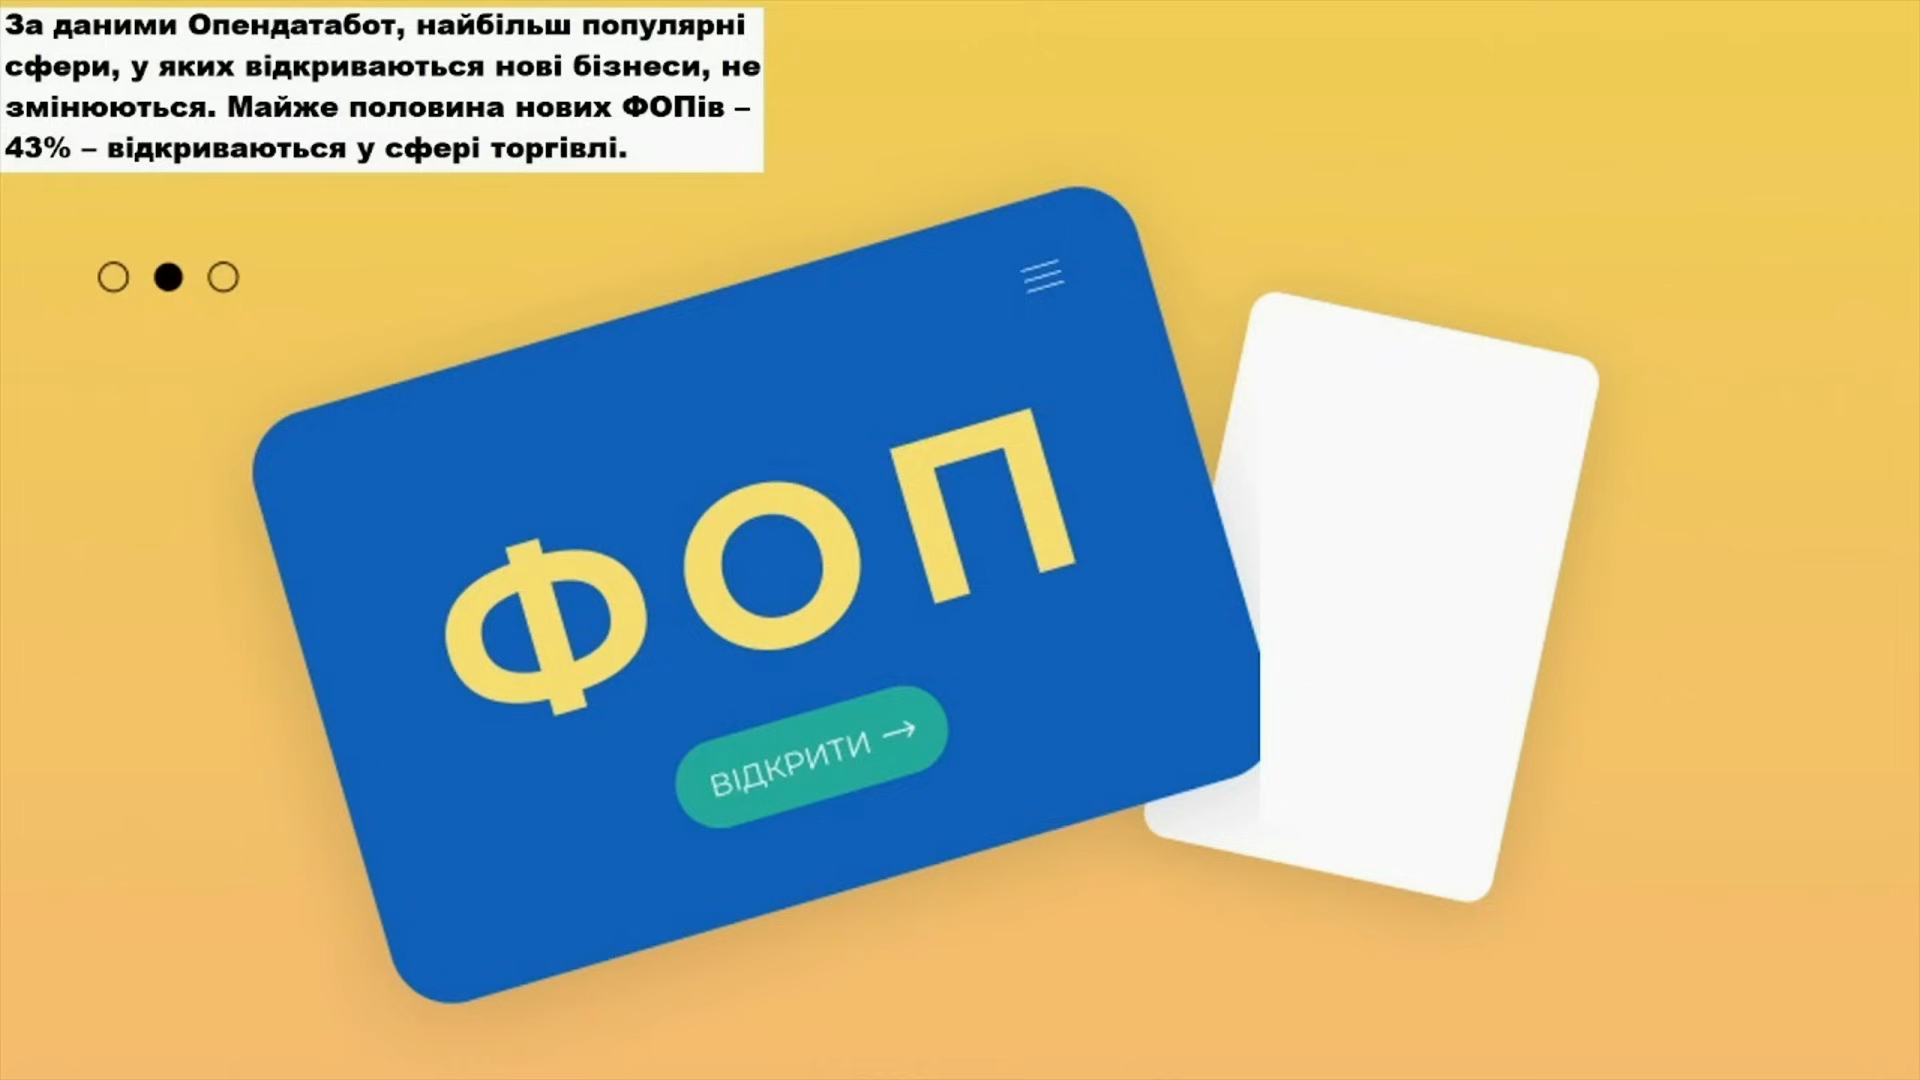 За даними Опендатабот, найбільш популярні
сфери, у яких відкриваються нові бізнеси, не
змінюються. Майже половина нових ФОПів –
43% – відкриваються у сфері торгівлі.
ФОП
ВІДКРИТИ →